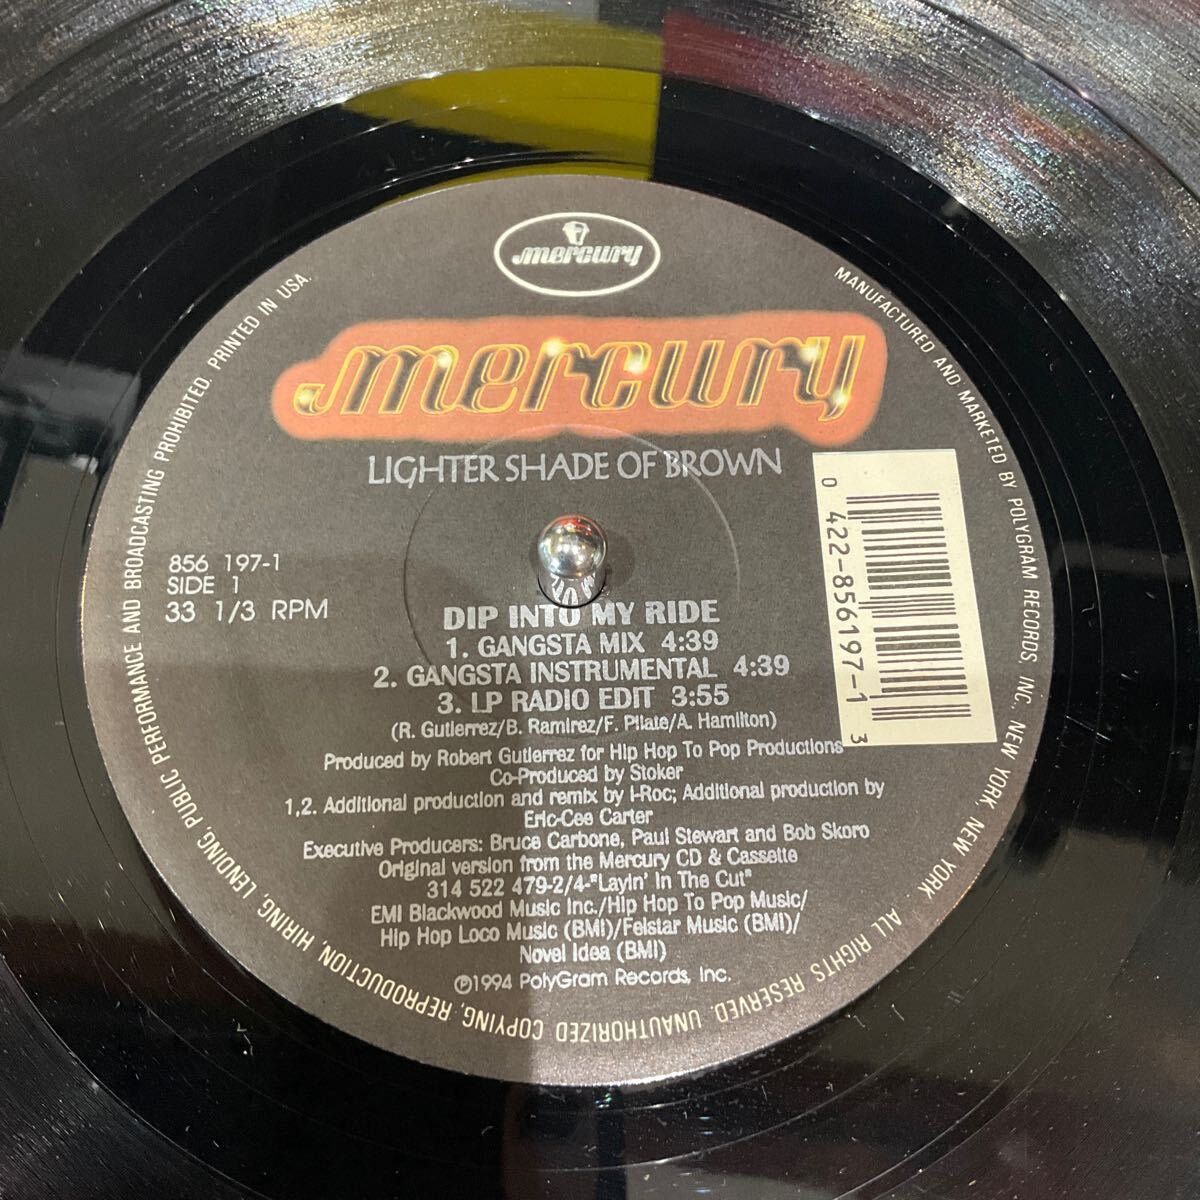 mercury
mercury
LIGHTER SHADE OF BROWN
856 197-1
SIDE 1
33 1/3 RPM
0 422-856197-1 3
DIP INTO MY RIDE
1. GANGSTA MIX 4:39
2. GANGSTA INSTRUMENTAL 4:39
3. LP RADIO EDIT 3:55
(R. Gutierrez/B. Ramirez/F. Pilate/A. Hamilton)
Produced by Robert Gutierrez for Hip Hop To Pop Productions
Co-Produced by Stoker
1,2. Additional production and remix by I-Roc; Additional production by
Eric-Cee Carter
Executive Producers: Bruce Carbone, Paul Stewart and Bob Skoro
Original version from the Mercury CD & Cassette
314 522 479-2/4-"Layin' In The Cut"
EMI Blackwood Music Inc./Hip Hop To Pop Music/
Hip Hop Loco Music (BMI)/Felstar Music (BMI)/
Novel Idea (BMI)
℗1994 PolyGram Records, Inc.
MANUFACTURED AND MARKETED BY POLYGRAM RECORDS, INC. NEW YORK, NEW YORK. ALL RIGHTS RESERVED. UNAUTHORIZED COPYING, REPRODUCTION, HIRING, LENDING, PUBLIC PERFORMANCE AND BROADCASTING PROHIBITED. PRINTED IN USA.